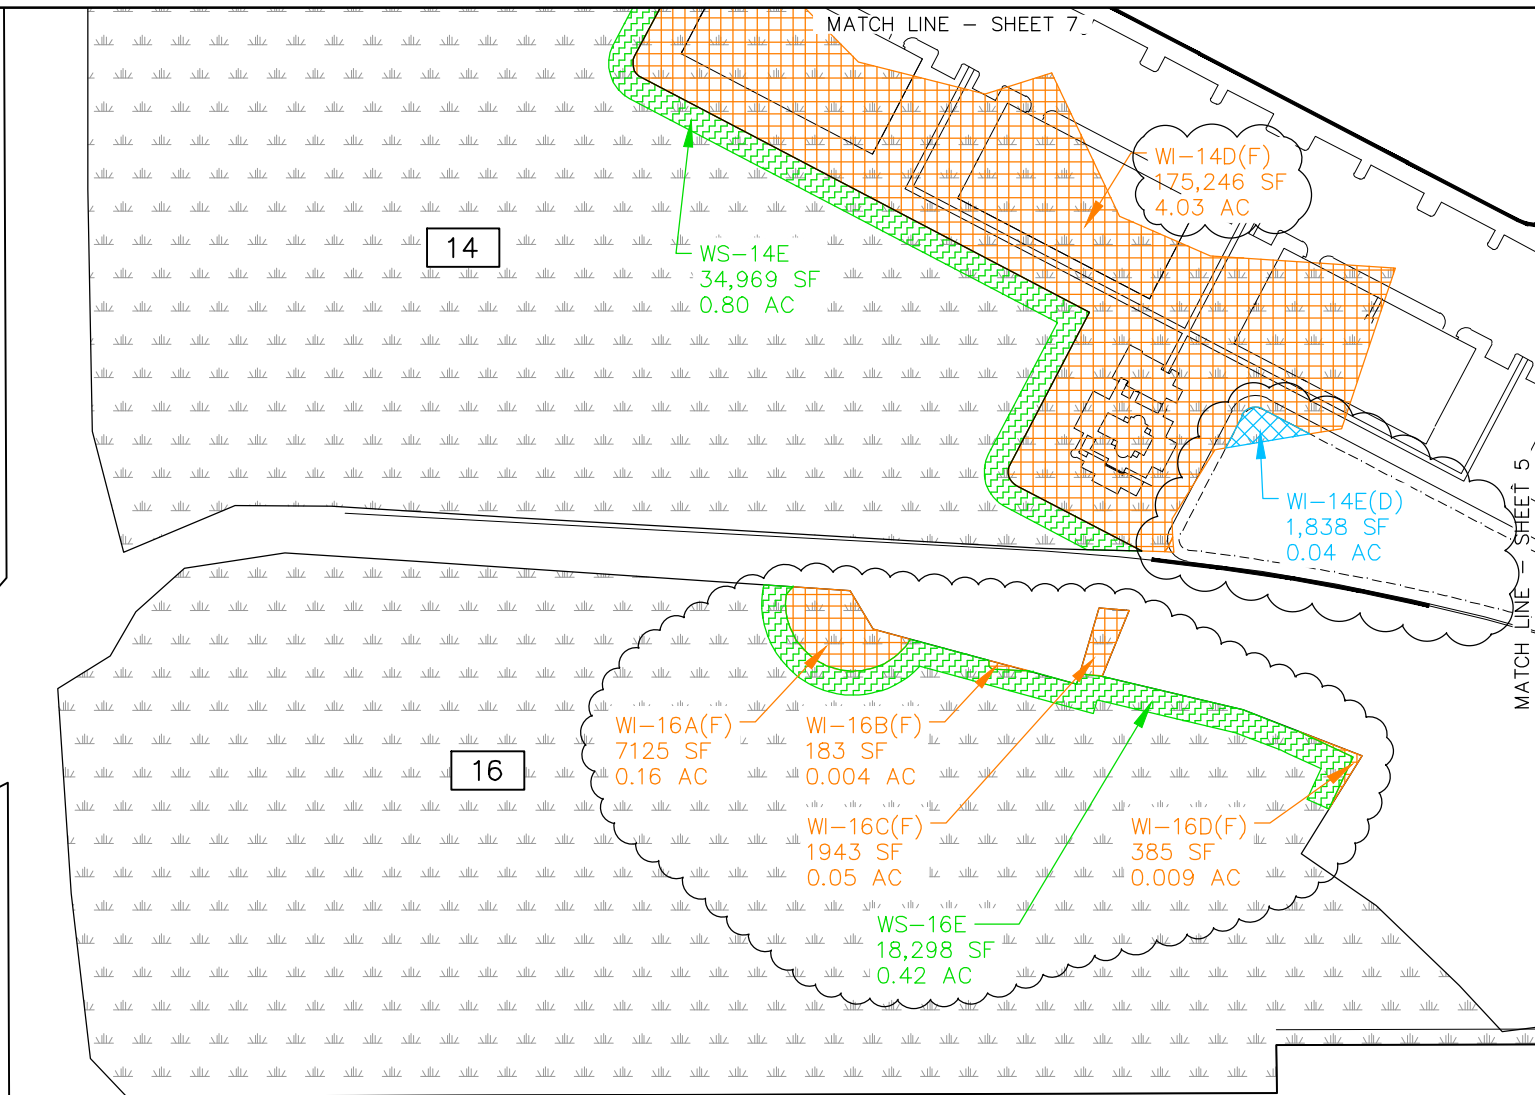 MATCH LINE - SHEET 7
WI-14D(F)
175,246 SF
4.03 AC
14
WS-14E
34,969 SF
0.80 AC
WI-14E(D)
1,838 SF
0.04 AC
MATCH LINE - SHEET 5
WI-16A(F)
7125 SF
0.16 AC
WI-16B(F)
183 SF
0.004 AC
16
WI-16C(F)
1943 SF
0.05 AC
WI-16D(F)
385 SF
0.009 AC
WS-16E
18,298 SF
0.42 AC